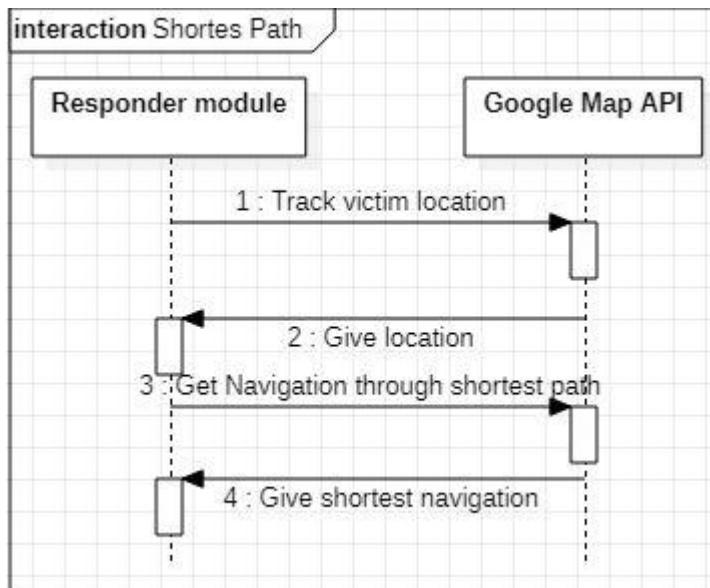 interaction Shortes Path
Responder module
Google Map API
1 : Track victim location
2 : Give location
3 : Get Navigation through shortest path
4 : Give shortest navigation